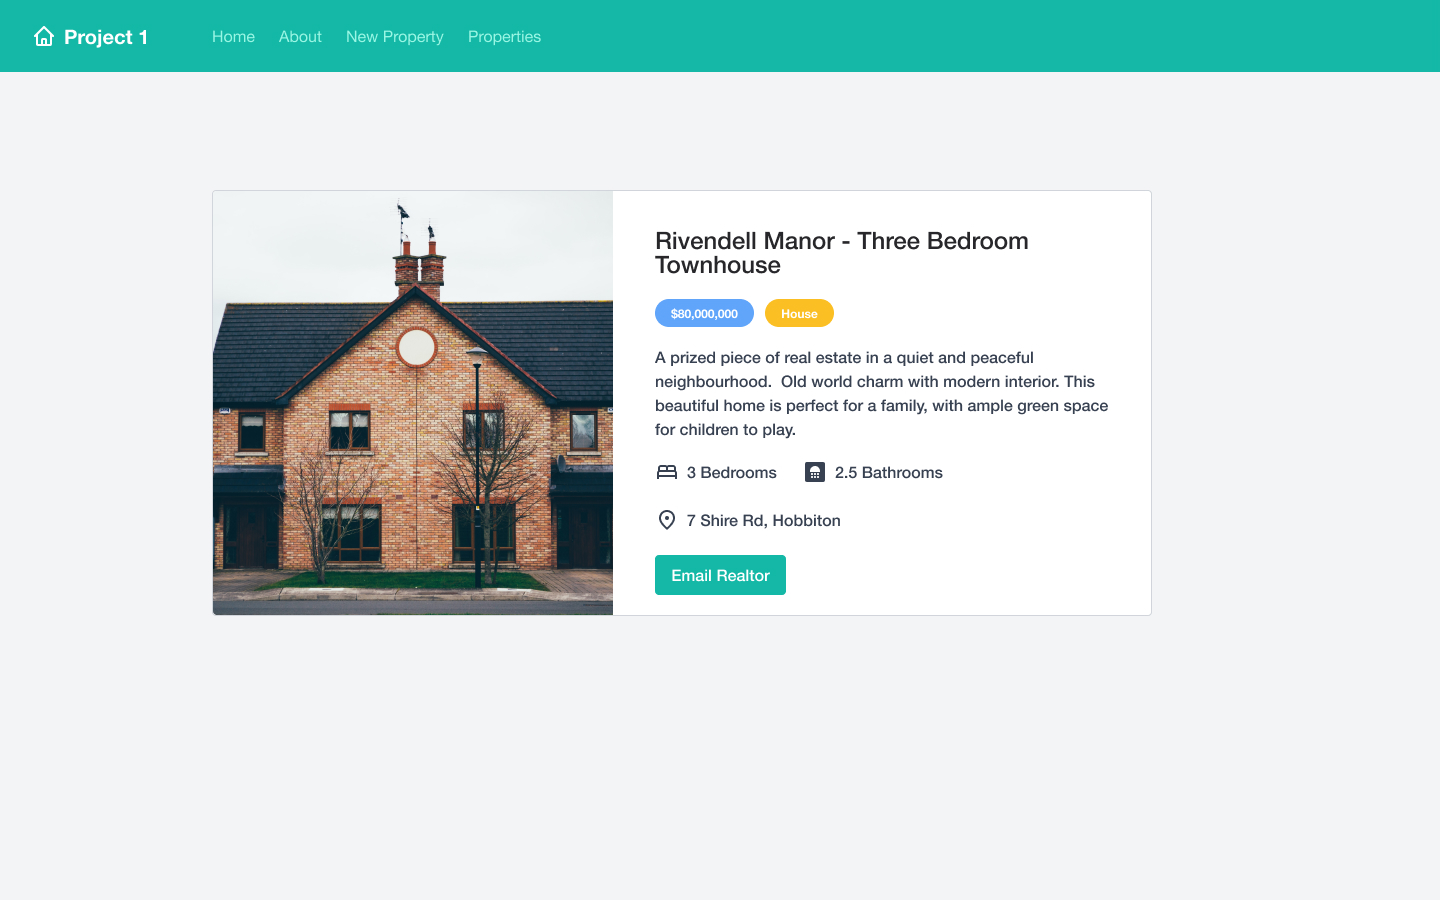 Project 1
Home About New Property Properties
Rivendell Manor - Three Bedroom
Townhouse
$80,000,000 House
A prized piece of real estate in a quiet and peaceful
neighbourhood.  Old world charm with modern interior. This
beautiful home is perfect for a family, with ample green space
for children to play.
3 Bedrooms 2.5 Bathrooms
7 Shire Rd, Hobbiton
Email Realtor